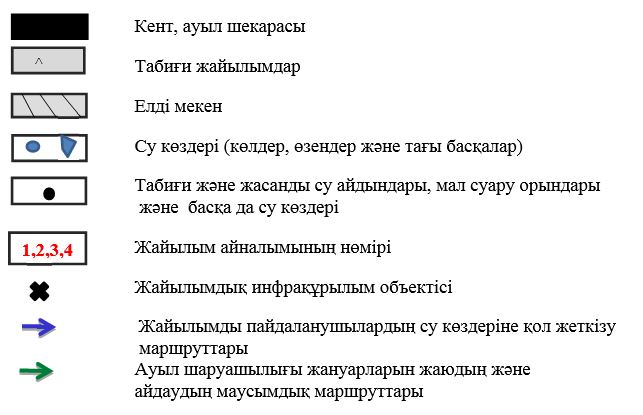 Кент, ауыл шекарасы
^
Табиғи жайылымдар
Елді мекен
Су көздері (көлдер, өзендер және тағы басқалар)
Табиғи және жасанды су айдындары, мал суару орындары
және басқа да су көздері
1,2,3,4
Жайылым айналымының нөмірі
Жайылымдық инфрақұрылым объектісі
Жайылымды пайдаланушылардың су көздеріне қол жеткізу
маршруттары
Ауыл шаруашылығы жануарларын жаюдың және
айдаудың маусымдық маршруттары